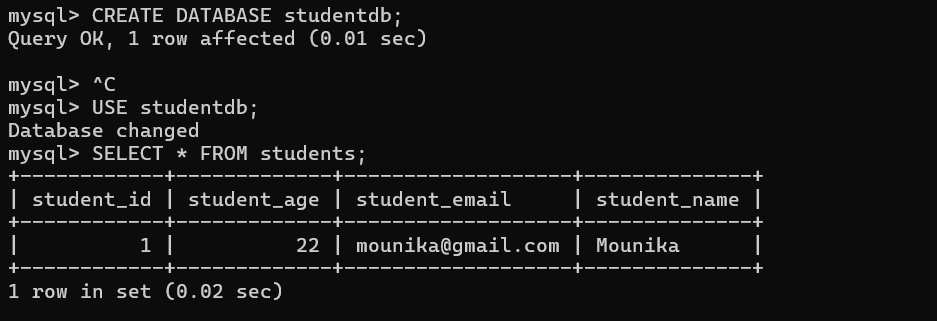 mysql> CREATE DATABASE studentdb;
Query OK, 1 row affected (0.01 sec)

mysql> ^C
mysql> USE studentdb;
Database changed
mysql> SELECT * FROM students;
+------------+-------------+-------------------+--------------+
| student_id | student_age | student_email     | student_name |
+------------+-------------+-------------------+--------------+
|          1 |          22 | mounika@gmail.com | Mounika      |
+------------+-------------+-------------------+--------------+
1 row in set (0.02 sec)